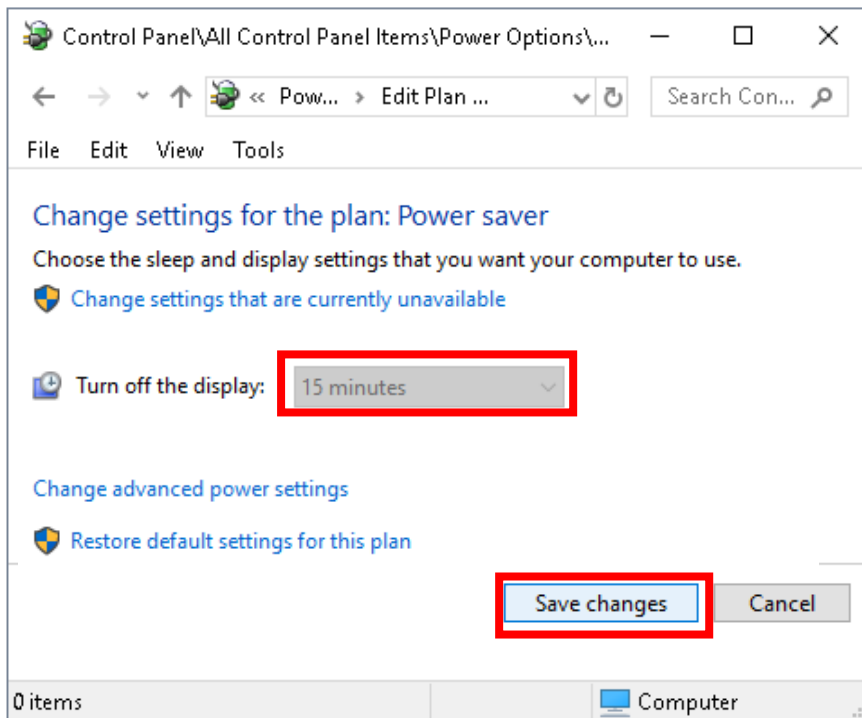 Control Panel\All Control Panel Items\Power Options\...
« Pow... › Edit Plan ...
Search Con...
File Edit View Tools
Change settings for the plan: Power saver
Choose the sleep and display settings that you want your computer to use.
Change settings that are currently unavailable
Turn off the display: 15 minutes
Change advanced power settings
Restore default settings for this plan
Save changes Cancel
0 items Computer